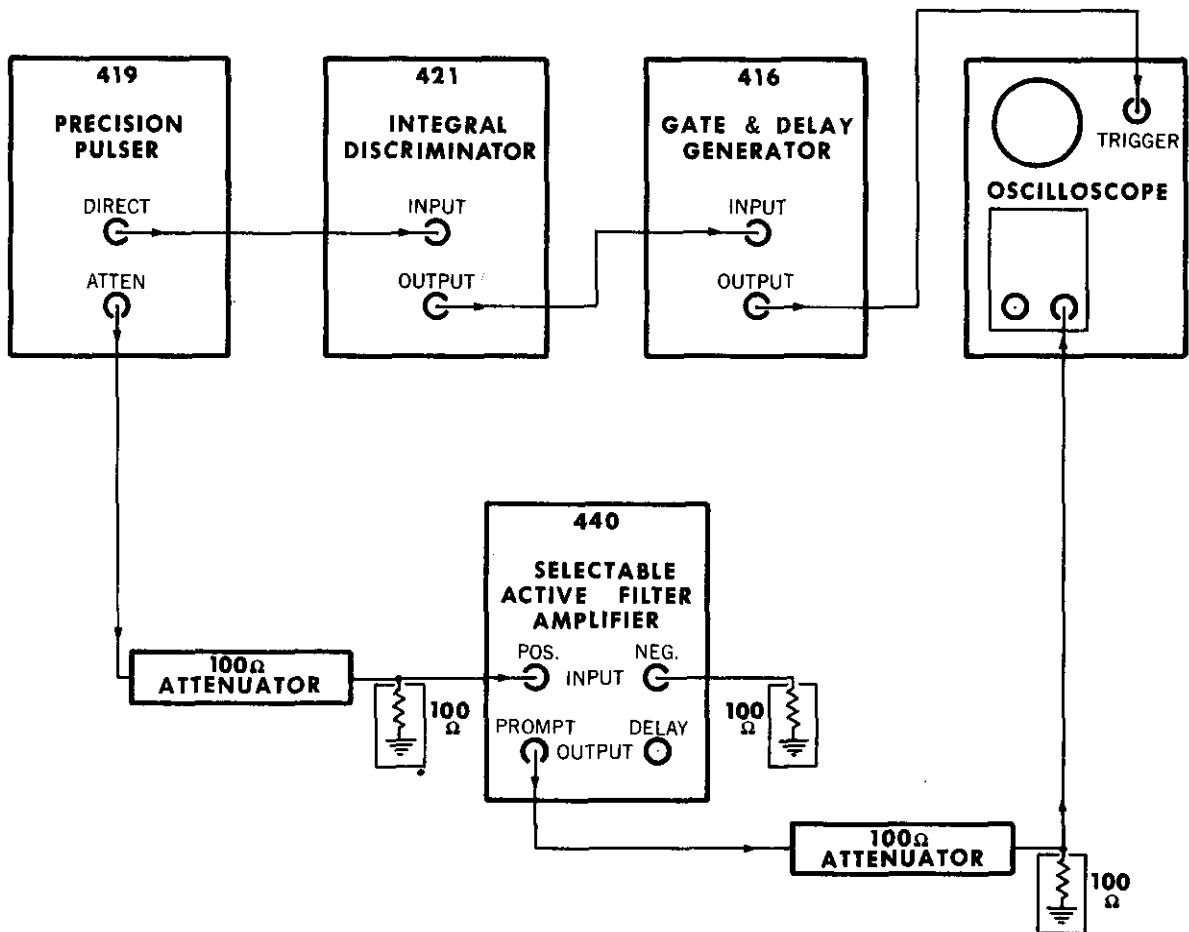 419
PRECISION
PULSER
DIRECT
ATTEN
421
INTEGRAL
DISCRIMINATOR
INPUT
OUTPUT
416
GATE & DELAY
GENERATOR
INPUT
OUTPUT
TRIGGER
OSCILLOSCOPE
440
SELECTABLE
ACTIVE FILTER
AMPLIFIER
POS.
NEG.
INPUT
PROMPT
DELAY
OUTPUT
100Ω
ATTENUATOR
100
Ω
100
Ω
100Ω
ATTENUATOR
100
Ω